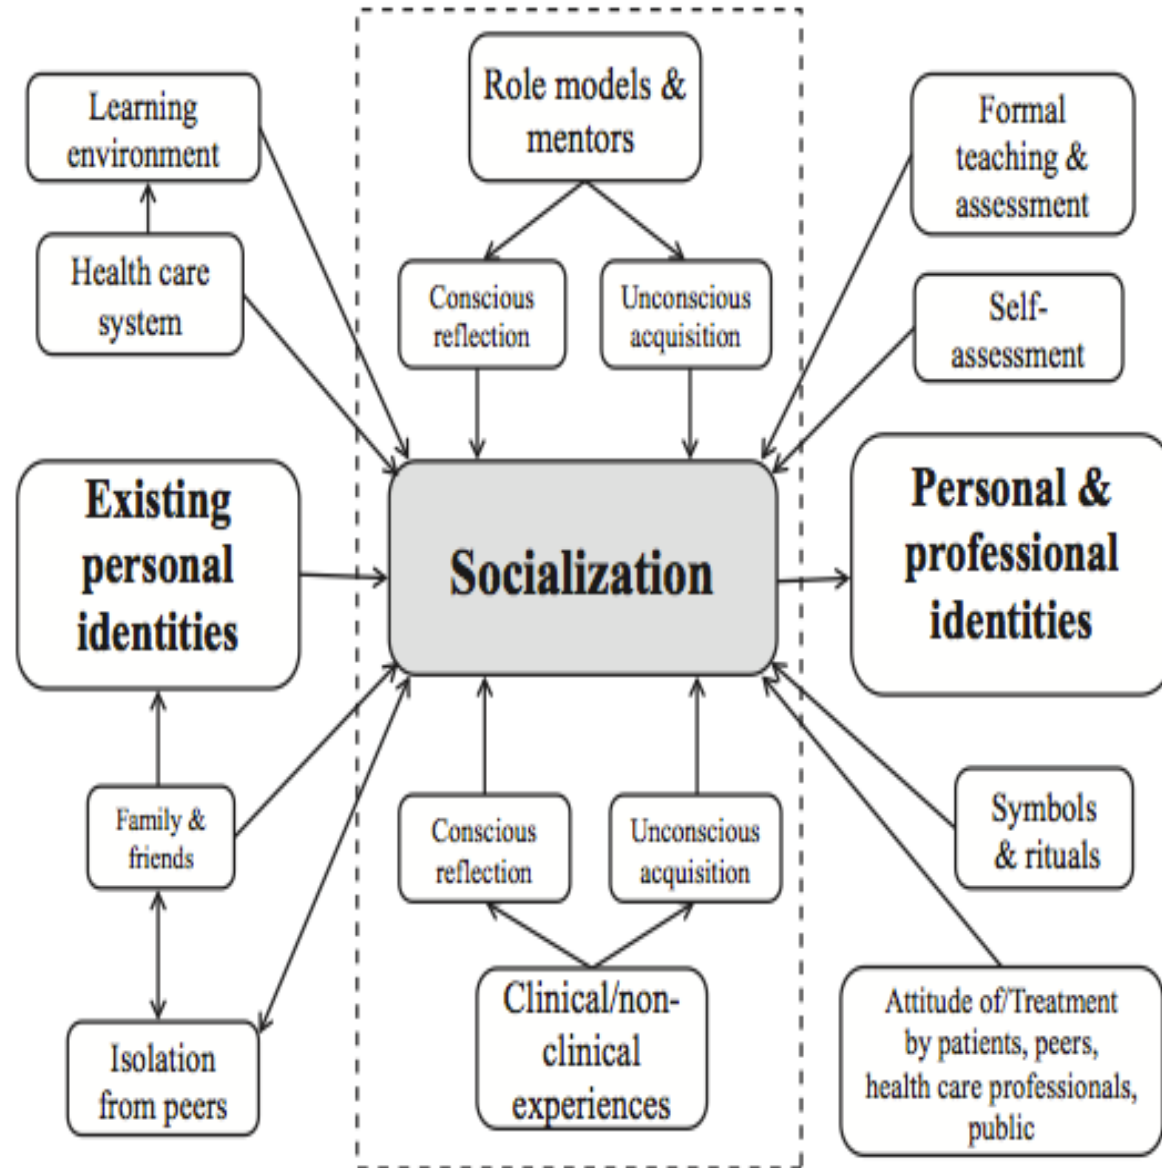 Learning
environment
Health care
system
Existing
personal
identities
Family &
friends
Isolation
from peers
Role models &
mentors
Conscious
reflection
Unconscious
acquisition
Socialization
Conscious
reflection
Unconscious
acquisition
Clinical/non-
clinical
experiences
Formal
teaching &
assessment
Self-
assessment
Personal &
professional
identities
Symbols
& rituals
Attitude of/Treatment
by patients, peers,
health care professionals,
public